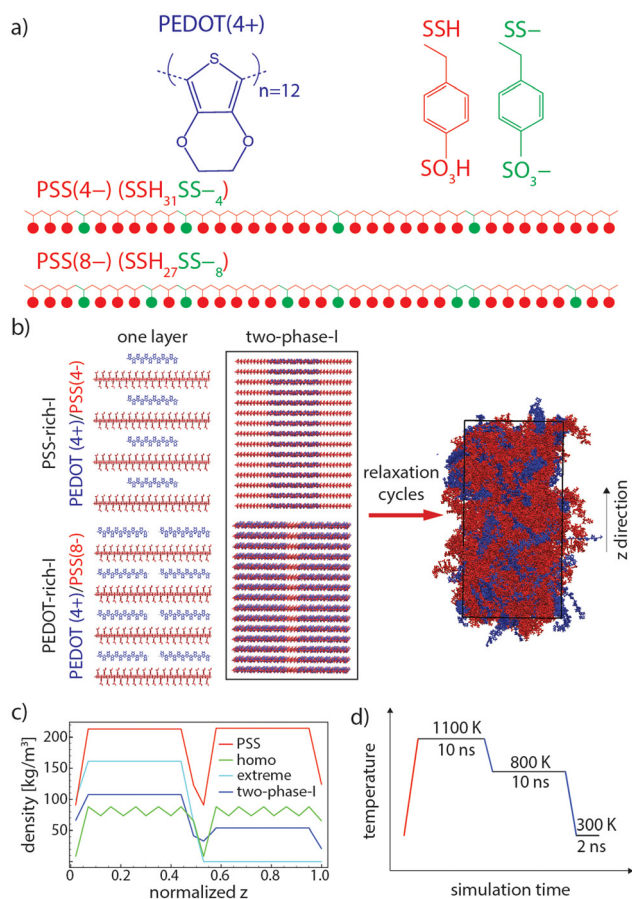 a)
PEDOT(4+)
S
O
O
n=12
SSH
SS−
SO₃H
SO₃−
PSS(4−) (SSH₃₁SS−₄)
PSS(8−) (SSH₂₇SS−₈)
b)
one layer
two-phase-I
PSS-rich-I
PEDOT (4+)/PSS(4-)
PEDOT-rich-I
PEDOT (4+)/PSS(8-)
relaxation
cycles
z direction
c)
density [kg/m³]
200
150
100
50
PSS
homo
extreme
two-phase-I
0.0
0.2
0.4
0.6
0.8
1.0
normalized z
d)
temperature
1100 K
10 ns
800 K
10 ns
300 K
2 ns
simulation time